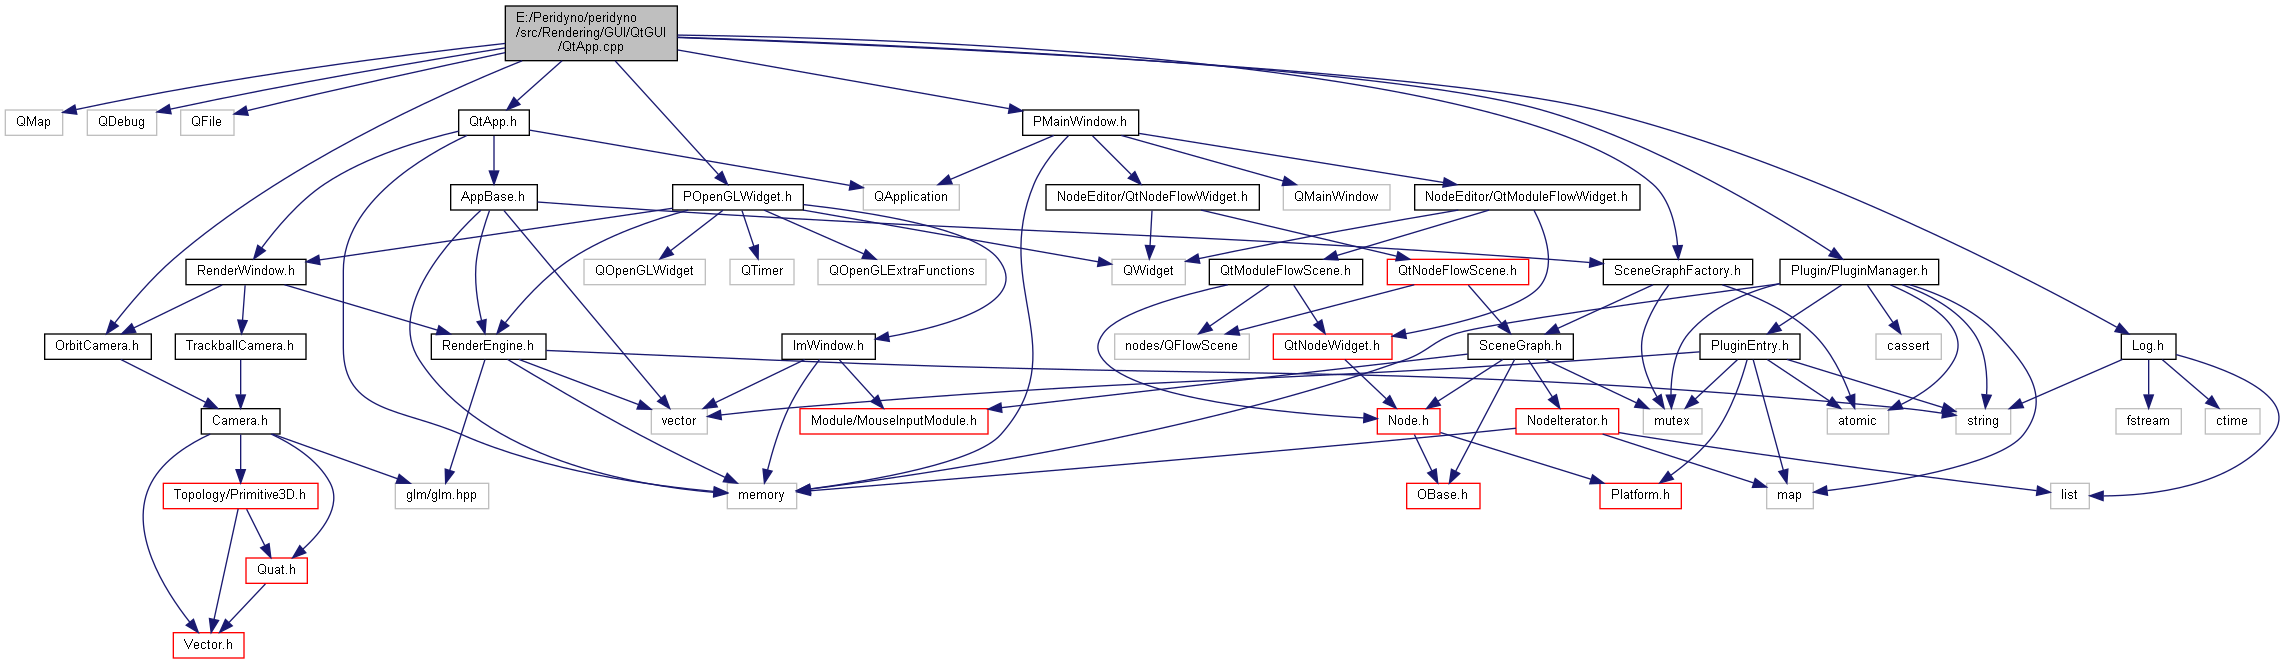 E:/Peridyno/peridyno
/src/Rendering/GUI/QtGUI
/QtApp.cpp
QMap
QDebug
QFile
QtApp.h
PMainWindow.h
AppBase.h
POpenGLWidget.h
QApplication
NodeEditor/QtNodeFlowWidget.h
QMainWindow
NodeEditor/QtModuleFlowWidget.h
RenderWindow.h
QOpenGLWidget
QTimer
QOpenGLExtraFunctions
QWidget
QtModuleFlowScene.h
QtNodeFlowScene.h
SceneGraphFactory.h
Plugin/PluginManager.h
OrbitCamera.h
TrackballCamera.h
RenderEngine.h
ImWindow.h
nodes/QFlowScene
QtNodeWidget.h
SceneGraph.h
PluginEntry.h
cassert
Log.h
Camera.h
vector
Module/MouseInputModule.h
Node.h
NodeIterator.h
mutex
atomic
string
fstream
ctime
Topology/Primitive3D.h
glm/glm.hpp
memory
OBase.h
Platform.h
map
list
Quat.h
Vector.h